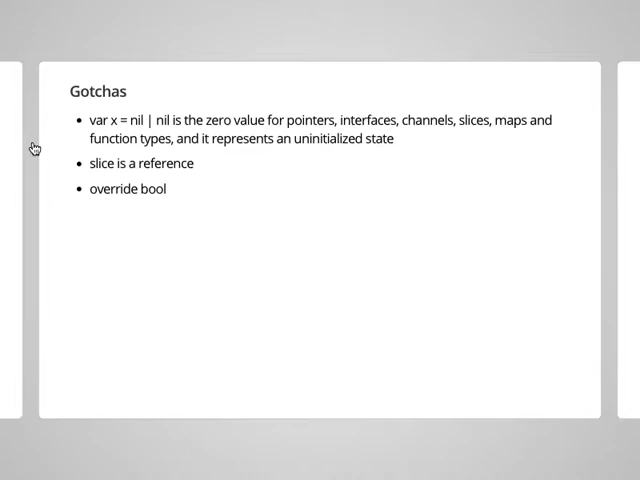 Gotchas
• var x = nil | nil is the zero value for pointers, interfaces, channels, slices, maps and
function types, and it represents an uninitialized state
• slice is a reference
• override bool